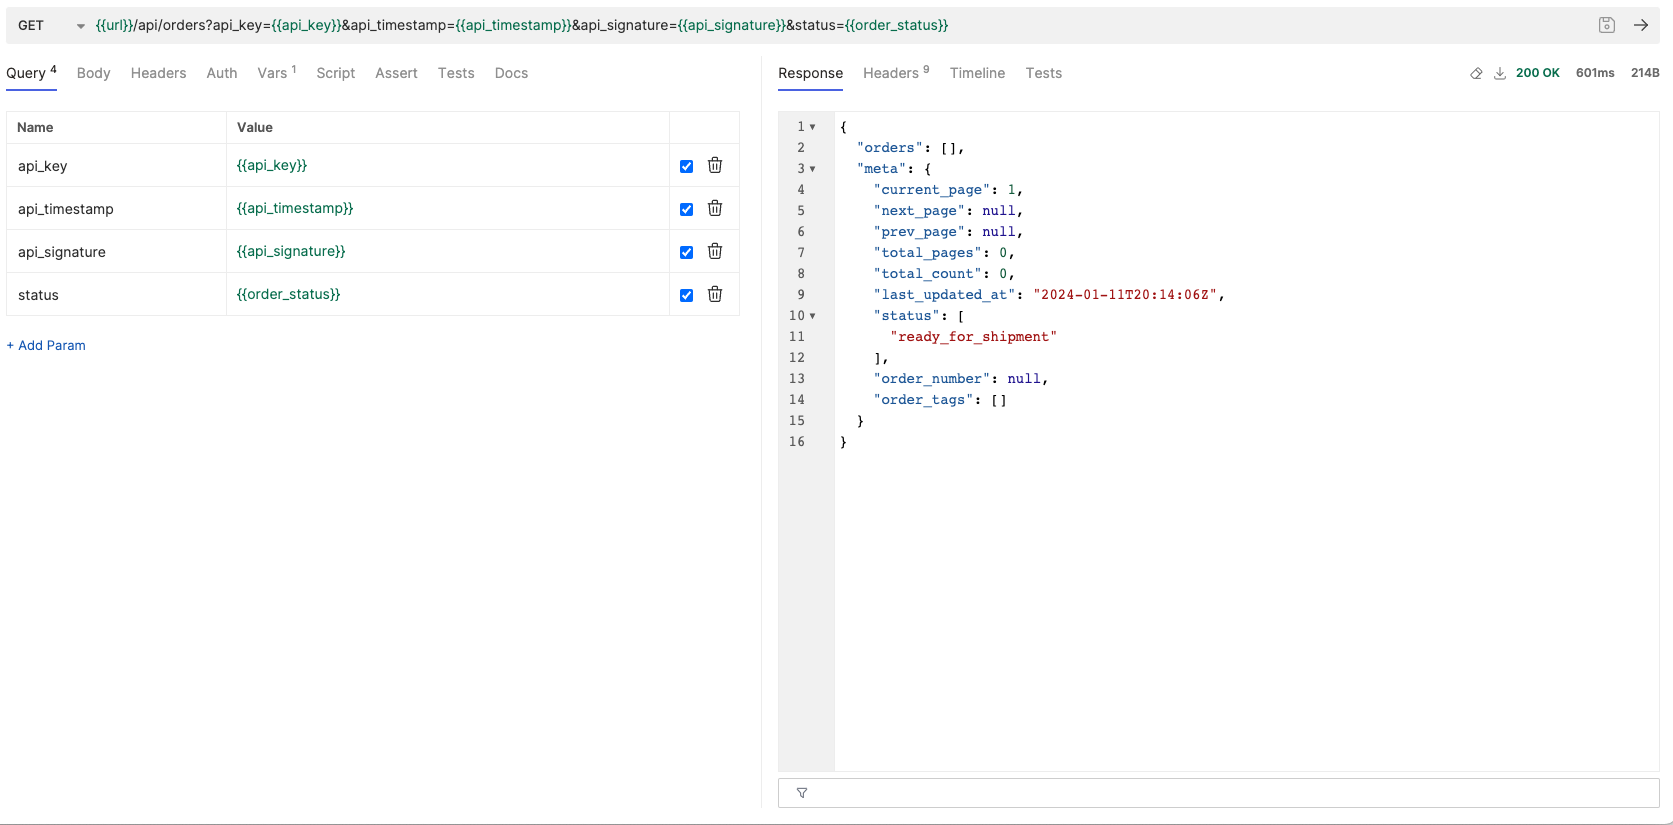 GET {{url}}/api/orders?api_key={{api_key}}&api_timestamp={{api_timestamp}}&api_signature={{api_signature}}&status={{order_status}}
Query 4 Body Headers Auth Vars 1 Script Assert Tests Docs
Name Value
api_key {{api_key}}
api_timestamp {{api_timestamp}}
api_signature {{api_signature}}
status {{order_status}}
+ Add Param
Response Headers 9 Timeline Tests 200 OK 601ms 214B
1 {
2 "orders": [],
3 "meta": {
4 "current_page": 1,
5 "next_page": null,
6 "prev_page": null,
7 "total_pages": 0,
8 "total_count": 0,
9 "last_updated_at": "2024-01-11T20:14:06Z",
10 "status": [
11 "ready_for_shipment"
12 ],
13 "order_number": null,
14 "order_tags": []
15 }
16 }